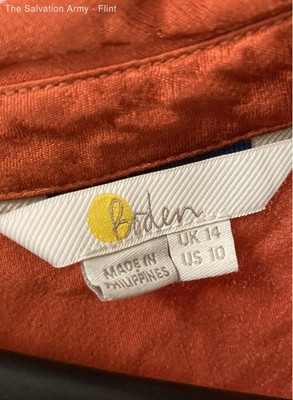 The Salvation Army - Flint
Boden
UK 14
US 10
MADE IN
PHILIPPINES